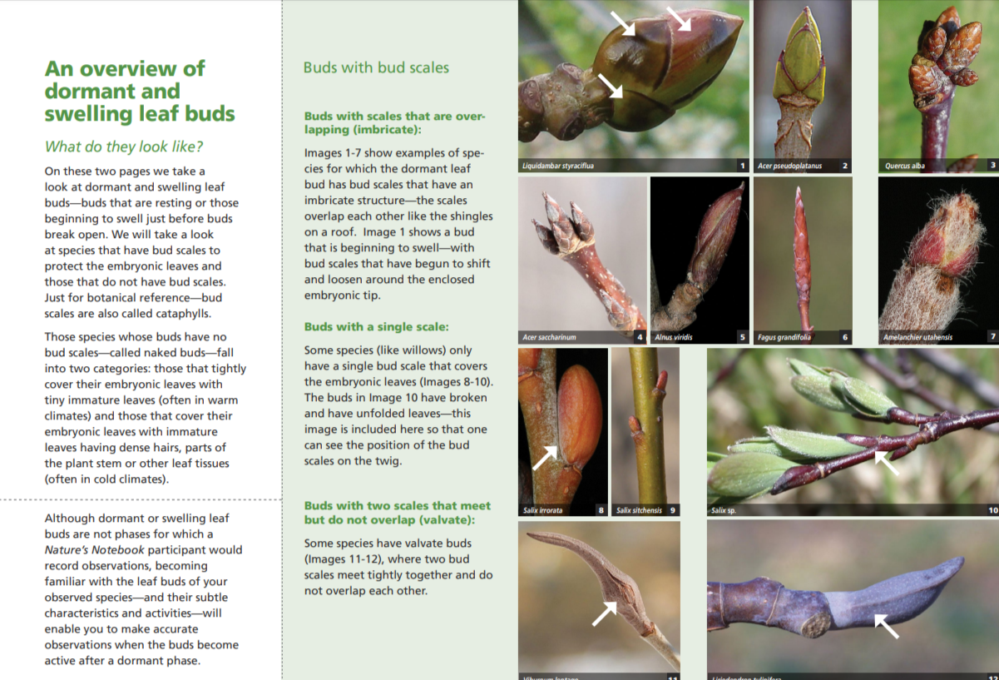 An overview of
dormant and
swelling leaf buds
What do they look like?
On these two pages we take a
look at dormant and swelling leaf
buds—buds that are resting or those
beginning to swell just before buds
break open. We will take a look
at species that have bud scales to
protect the embryonic leaves and
those that do not have bud scales.
Just for botanical reference—bud
scales are also called cataphylls.
Those species whose buds have no
bud scales—called naked buds—fall
into two categories: those that tightly
cover their embryonic leaves with
tiny immature leaves (often in warm
climates) and those that cover their
embryonic leaves with immature
leaves having dense hairs, parts of
the plant stem or other leaf tissues
(often in cold climates).
Although dormant or swelling leaf
buds are not phases for which a
Nature's Notebook participant would
record observations, becoming
familiar with the leaf buds of your
observed species—and their subtle
characteristics and activities—will
enable you to make accurate
observations when the buds become
active after a dormant phase.
Buds with bud scales
Buds with scales that are over-
lapping (imbricate):
Images 1-7 show examples of spe-
cies for which the dormant leaf
bud has bud scales that have an
imbricate structure—the scales
overlap each other like the shingles
on a roof. Image 1 shows a bud
that is beginning to swell—with
bud scales that have begun to shift
and loosen around the enclosed
embryonic tip.
Buds with a single scale:
Some species (like willows) only
have a single bud scale that covers
the embryonic leaves (Images 8-10).
The buds in Image 10 have broken
and have unfolded leaves—this
image is included here so that one
can see the position of the bud
scales on the twig.
Buds with two scales that meet
but do not overlap (valvate):
Some species have valvate buds
(Images 11-12), where two bud
scales meet tightly together and do
not overlap each other.
Liquidambar styraciflua 1
Acer pseudoplatanus 2
Quercus alba 3
Acer saccharinum 4
Alnus viridis 5
Fagus grandifolia 6
Amelanchier utahensis 7
Salix irrorata 8
Salix sitchensis 9
Salix sp. 10
Viburnum lentago 11
Liriodendron tulipifera 12